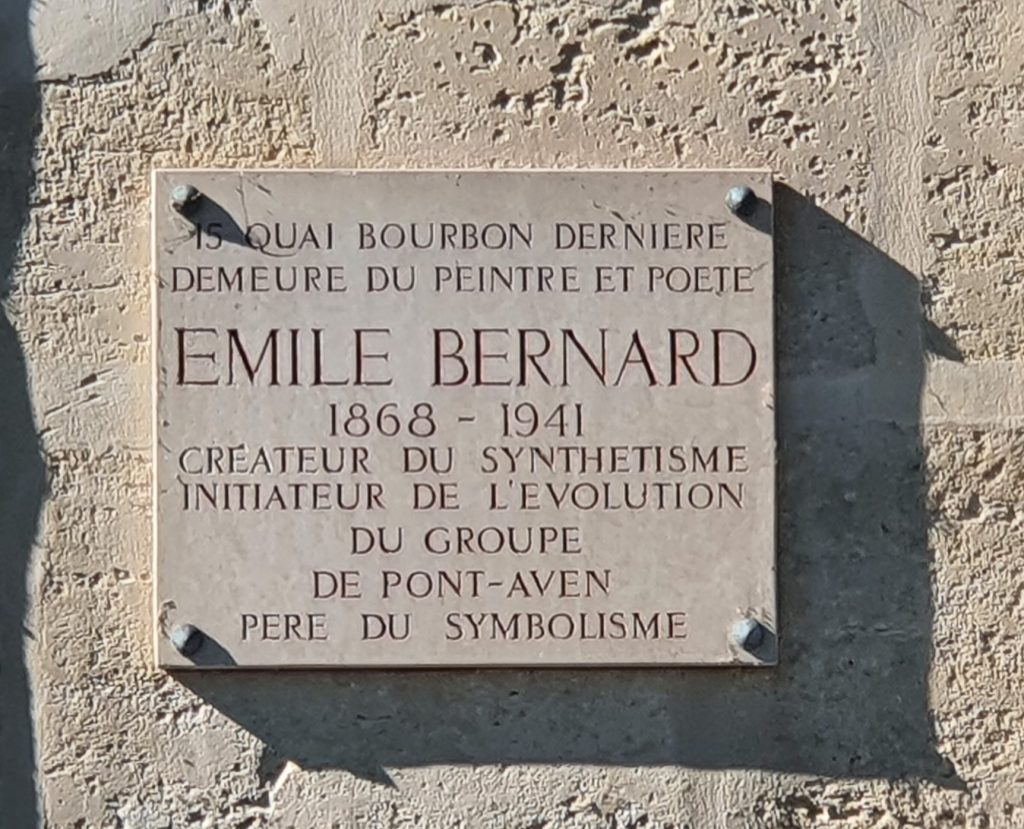 15 QUAI BOURBON DERNIERE
DEMEURE DU PEINTRE ET POETE
EMILE BERNARD
1868 - 1941
CRÉATEUR DU SYNTHETISME
INITIATEUR DE L'EVOLUTION
DU GROUPE
DE PONT-AVEN
PERE DU SYMBOLISME